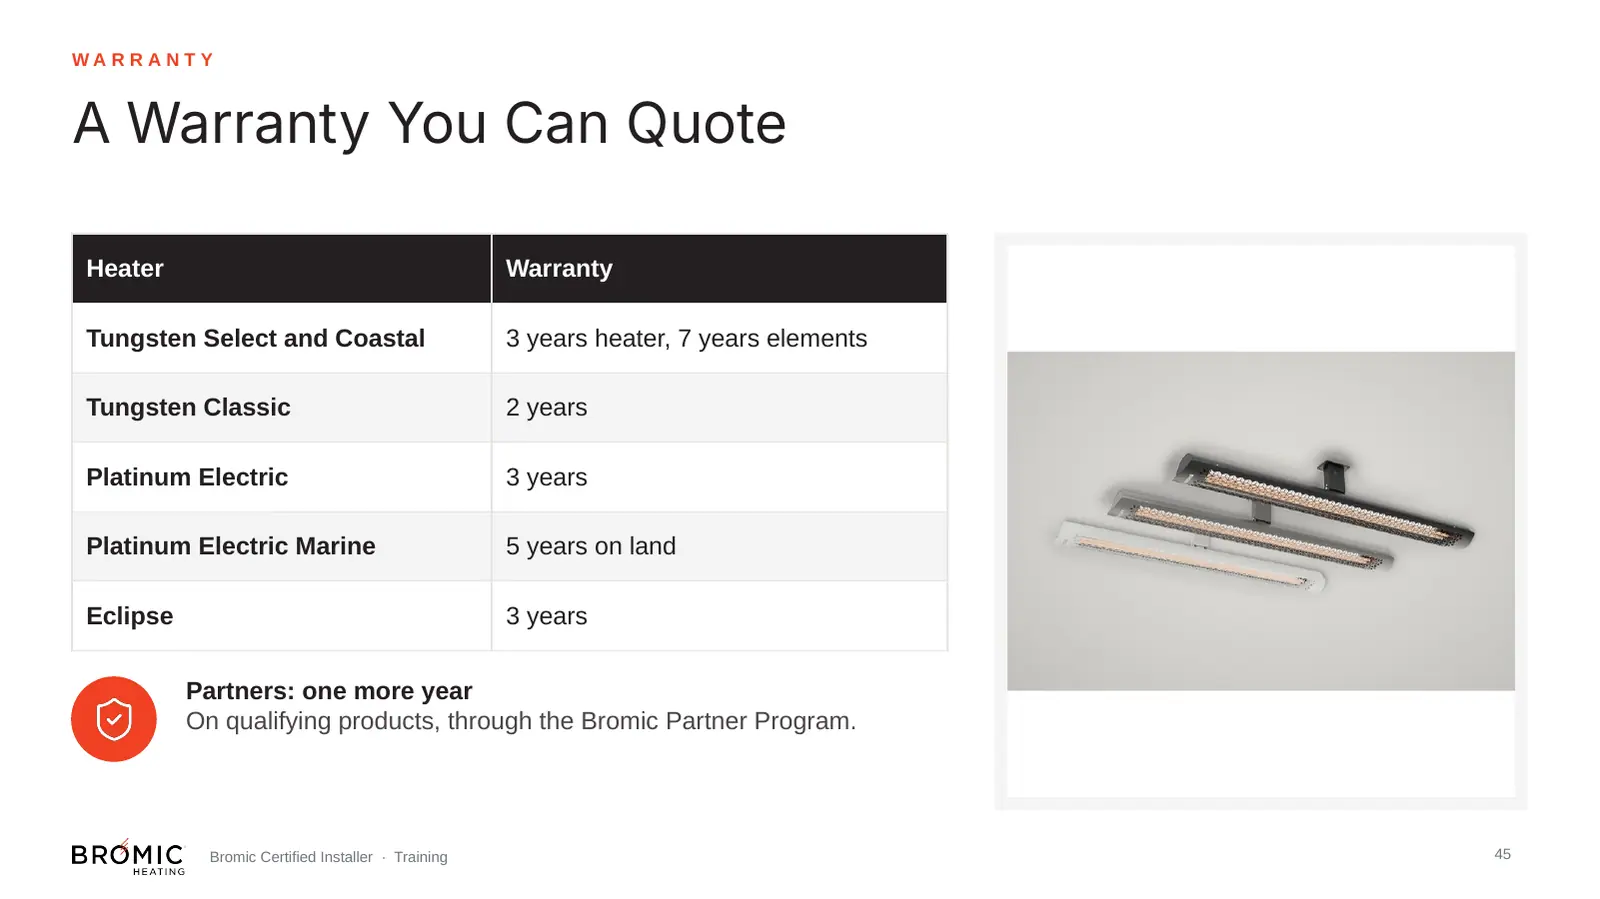 WARRANTY
A Warranty You Can Quote
Heater Warranty
Tungsten Select and Coastal 3 years heater, 7 years elements
Tungsten Classic 2 years
Platinum Electric 3 years
Platinum Electric Marine 5 years on land
Eclipse 3 years
Partners: one more year
On qualifying products, through the Bromic Partner Program.
BROMIC
HEATING
Bromic Certified Installer · Training
45